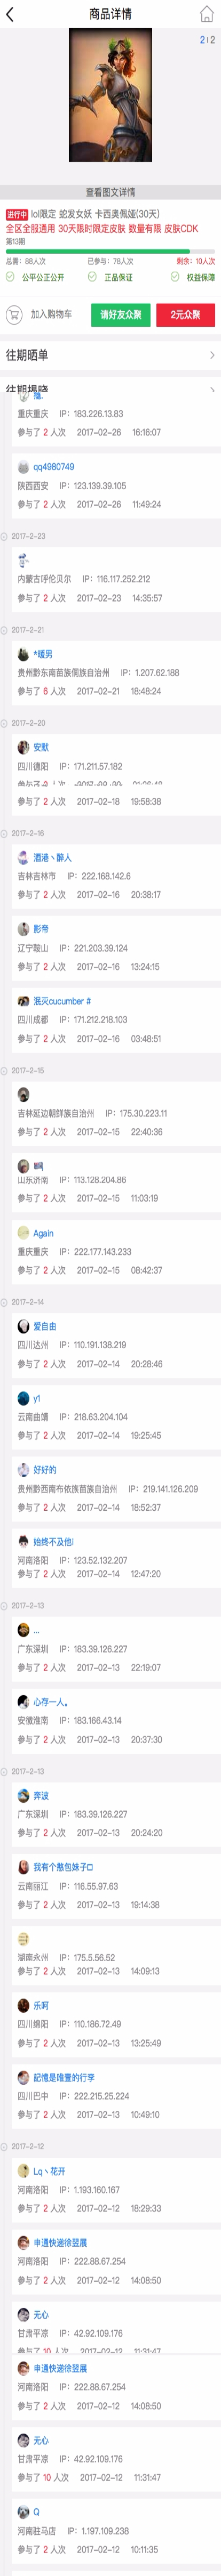 商品详情
2 | 2
查看图文详情
进行中 lol限定 蛇发女妖 卡西奥佩娅(30天)
全区全服通用 30天限时限定皮肤 数量有限 皮肤CDK
第13期
总需：88人次 已参与：78人次 剩余：10人次
公平公正公开 正品保证 权益保障
加入购物车 请好友众聚 2元众聚
往期晒单
往期揭晓
重庆重庆 IP：183.226.13.83
参与了 2 人次 2017-02-26 16:16:07
qq4980749
陕西西安 IP：123.139.39.105
参与了 2 人次 2017-02-26 11:49:24
2017-2-23
内蒙古呼伦贝尔 IP：116.117.252.212
参与了 2 人次 2017-02-23 14:35:57
2017-2-21
*暖男
贵州黔东南苗族侗族自治州 IP：1.207.62.188
参与了 6 人次 2017-02-21 18:48:24
2017-2-20
安默
四川德阳 IP：171.211.57.182
参与了 2 人次 2017-02-18 19:58:38
2017-2-16
酒港丶醉人
吉林吉林市 IP：222.168.142.6
参与了 2 人次 2017-02-16 20:38:17
影帝
辽宁鞍山 IP：221.203.39.124
参与了 2 人次 2017-02-16 13:24:15
泯灭cucumber #
四川成都 IP：171.212.218.103
参与了 2 人次 2017-02-16 03:48:51
2017-2-15
吉林延边朝鲜族自治州 IP：175.30.223.11
参与了 2 人次 2017-02-15 22:40:36
山东济南 IP：113.128.204.86
参与了 2 人次 2017-02-15 11:03:19
Again
重庆重庆 IP：222.177.143.233
参与了 2 人次 2017-02-15 08:42:37
2017-2-14
爱自由
四川达州 IP：110.191.138.219
参与了 2 人次 2017-02-14 20:28:46
y1
云南曲靖 IP：218.63.204.104
参与了 2 人次 2017-02-14 19:25:45
好好的
贵州黔西南布依族苗族自治州 IP：219.141.126.209
参与了 2 人次 2017-02-14 18:52:37
始终不及他i
河南洛阳 IP：123.52.132.207
参与了 2 人次 2017-02-14 12:47:20
2017-2-13
...
广东深圳 IP：183.39.126.227
参与了 2 人次 2017-02-13 22:19:07
心存一人。
安徽淮南 IP：183.166.43.14
参与了 2 人次 2017-02-13 20:37:30
2017-2-13
奔波
广东深圳 IP：183.39.126.227
参与了 2 人次 2017-02-13 20:24:20
我有个憨包妹子口
云南丽江 IP：116.55.97.63
参与了 2 人次 2017-02-13 19:14:38
湖南永州 IP：175.5.56.52
参与了 2 人次 2017-02-13 14:09:13
乐呵
四川绵阳 IP：110.186.72.49
参与了 2 人次 2017-02-13 13:25:49
記憶是唯壹的行李
四川巴中 IP：222.215.25.224
参与了 2 人次 2017-02-13 10:49:10
2017-2-12
Lq丶花开
河南洛阳 IP：1.193.160.167
参与了 2 人次 2017-02-12 18:29:33
申通快递徐翌展
河南洛阳 IP：222.88.67.254
参与了 2 人次 2017-02-12 14:08:50
无心
甘肃平凉 IP：42.92.109.176
参与了 10 人次 2017-02-12 11:31:47
申通快递徐翌展
河南洛阳 IP：222.88.67.254
参与了 2 人次 2017-02-12 14:08:50
无心
甘肃平凉 IP：42.92.109.176
参与了 10 人次 2017-02-12 11:31:47
Q
河南驻马店 IP：1.197.109.238
参与了 2 人次 2017-02-12 10:11:35